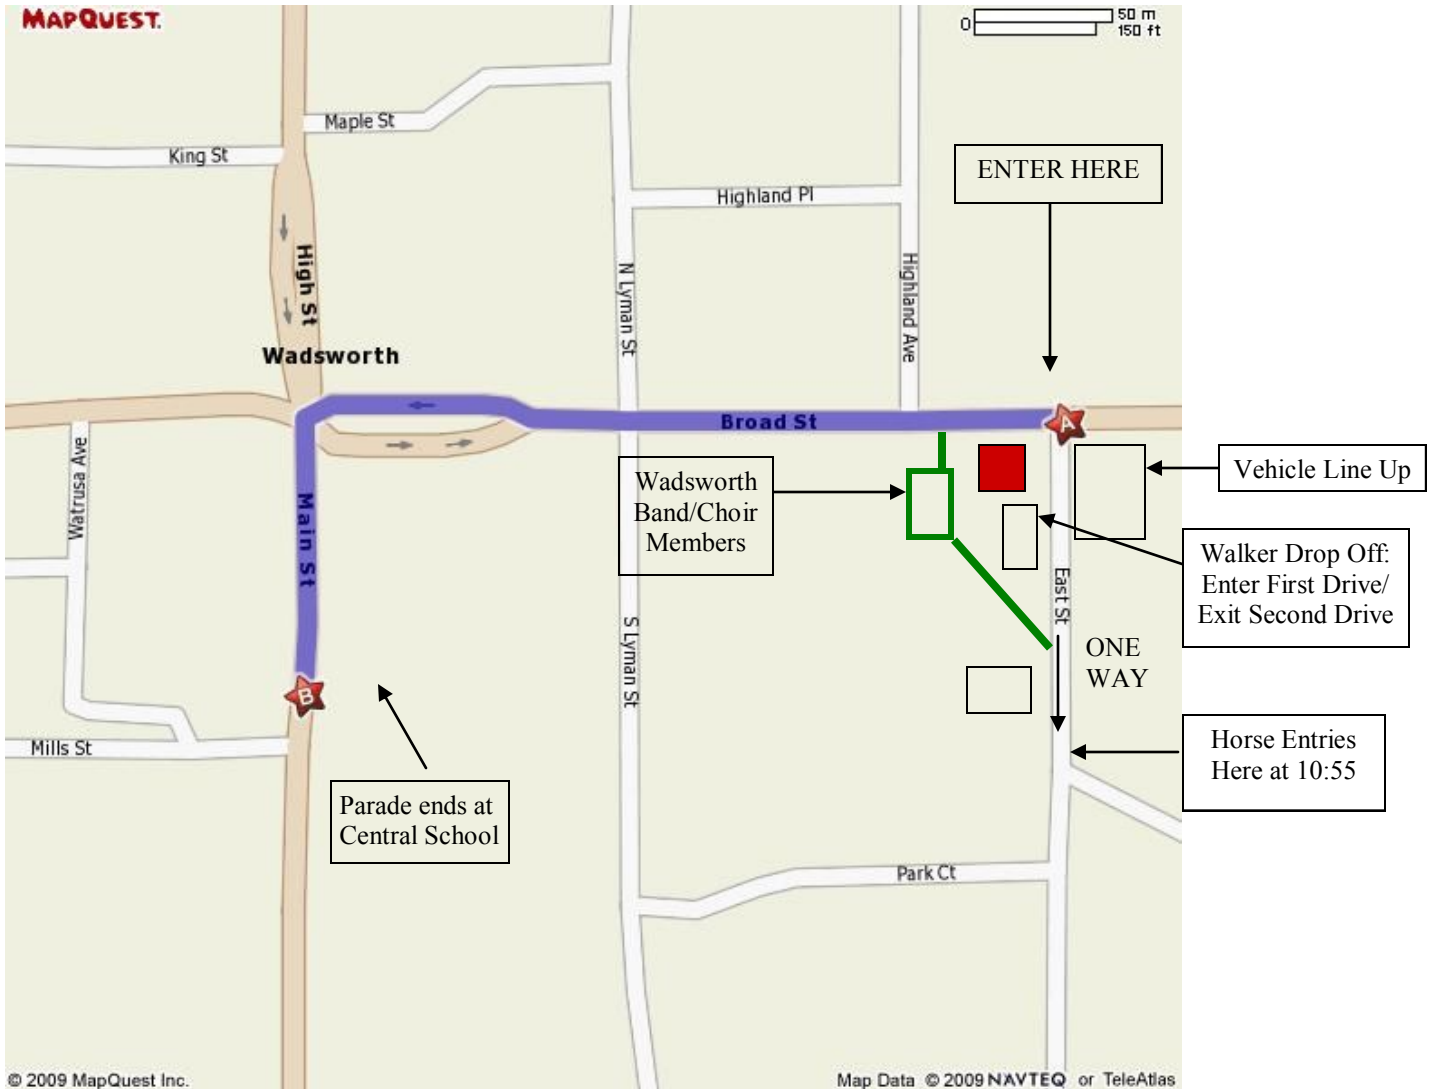 MAPQUEST.
0
50 m
150 ft
Maple St
King St
ENTER HERE
Highland Pl
High St
N Lyman St
Highland Ave
Wadsworth
Broad St
A
Watrusa Ave
Main St
Wadsworth
Band/Choir
Members
Vehicle Line Up
Walker Drop Off:
Enter First Drive/
Exit Second Drive
East St
S Lyman St
ONE
WAY
B
Mills St
Horse Entries
Here at 10:55
Parade ends at
Central School
Park Ct
© 2009 MapQuest Inc.
Map Data © 2009 NAVTEQ or TeleAtlas